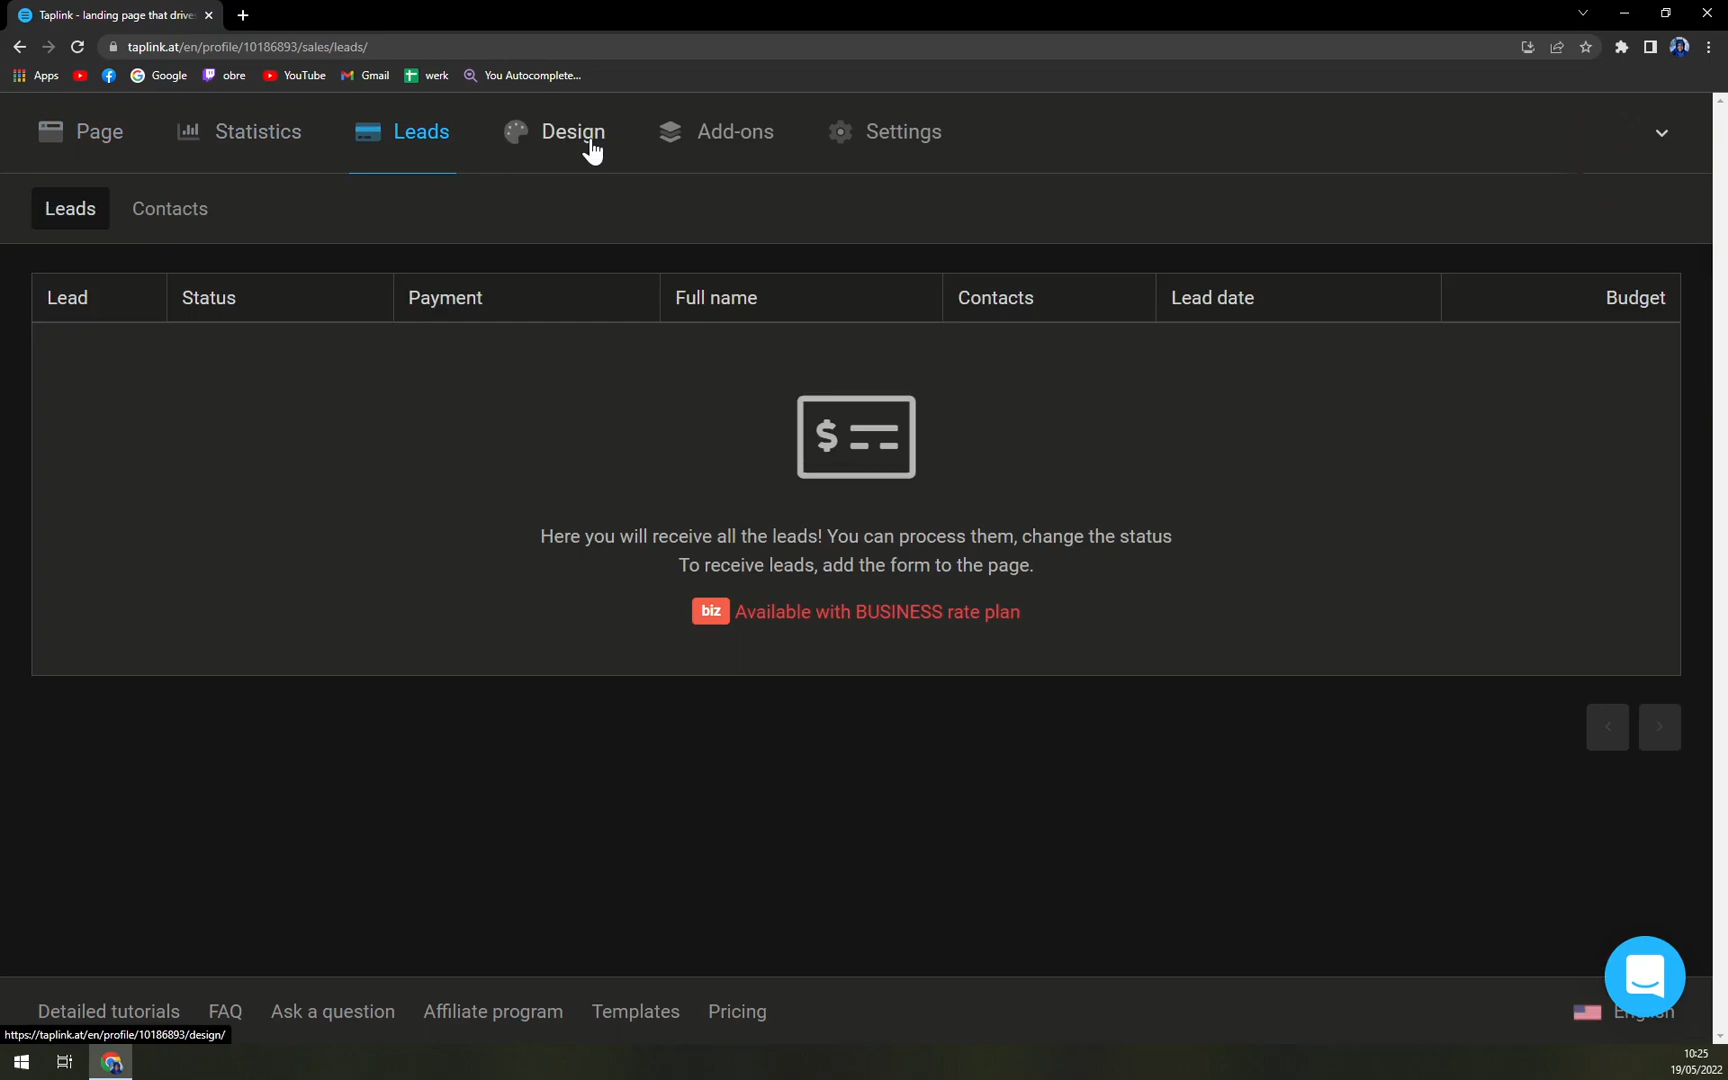 Taplink - landing page that drive
taplink.at/en/profile/10186893/sales/leads/
Apps Google obre YouTube Gmail werk You Autocomplete...
Page Statistics Leads Design Add-ons Settings
Leads Contacts
Lead Status Payment Full name Contacts Lead date Budget
$
Here you will receive all the leads! You can process them, change the status
To receive leads, add the form to the page.
biz Available with BUSINESS rate plan
Detailed tutorials FAQ Ask a question Affiliate program Templates Pricing English
https://taplink.at/en/profile/10186893/design/
10:25
19/05/2022